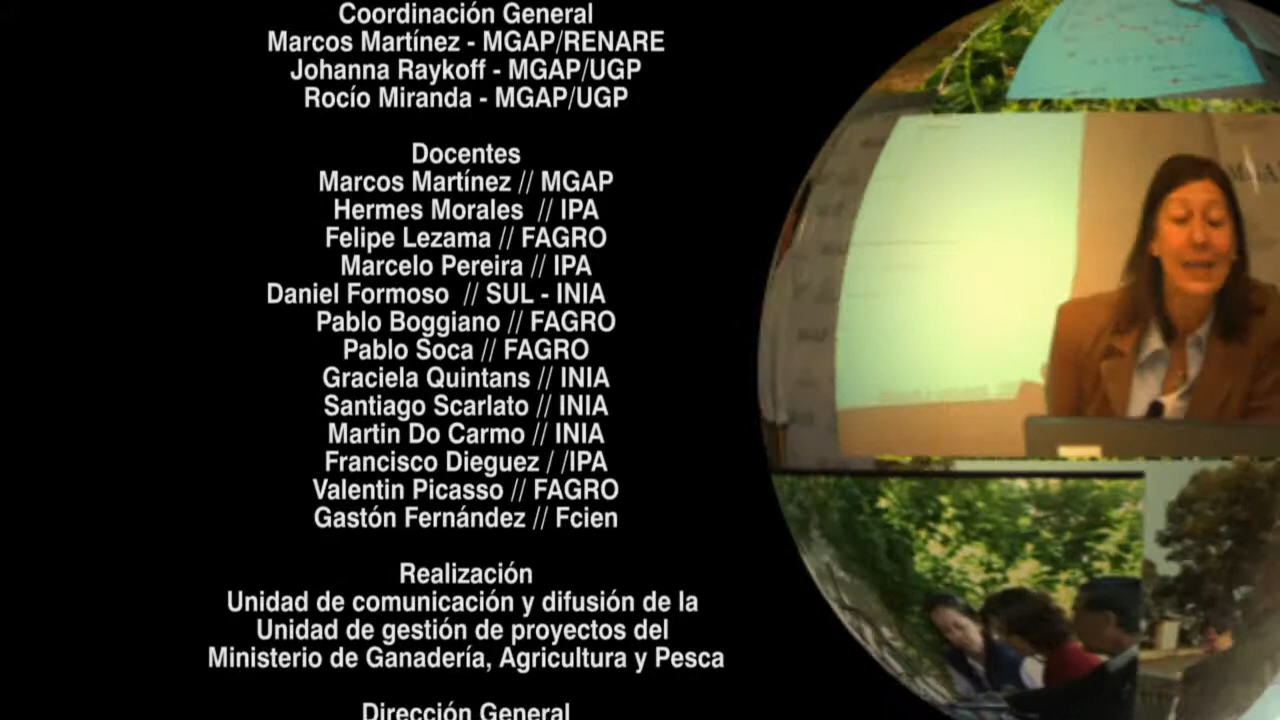 Coordinación General
Marcos Martínez - MGAP/RENARE
Johanna Raykoff - MGAP/UGP
Rocío Miranda - MGAP/UGP
Docentes
Marcos Martínez // MGAP
Hermes Morales // IPA
Felipe Lezama // FAGRO
Marcelo Pereira // IPA
Daniel Formoso // SUL - INIA
Pablo Boggiano // FAGRO
Pablo Soca // FAGRO
Graciela Quintans // INIA
Santiago Scarlato // INIA
Martin Do Carmo // INIA
Francisco Dieguez / /IPA
Valentin Picasso // FAGRO
Gastón Fernández // Fcien
Realización
Unidad de comunicación y difusión de la
Unidad de gestión de proyectos del
Ministerio de Ganadería, Agricultura y Pesca
Dirección General